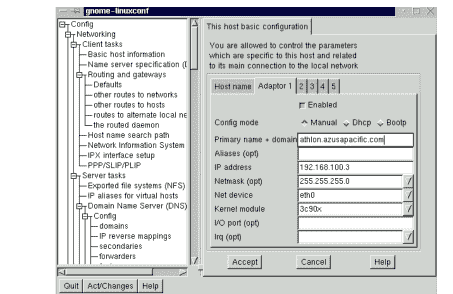 gnome-linuxconf
Config
Networking
Client tasks
Basic host information
Name server specification (D
Routing and gateways
Defaults
other routes to networks
other routes to hosts
routes to alternate local ne
the routed daemon
Host name search path
Network Information System
IPX interface setup
PPP/SLIP/PLIP
Server tasks
Exported file systems (NFS)
IP aliases for virtual hosts
Domain Name Server (DNS)
Config
domains
IP reverse mappings
secondaries
forwarders
Quit Act/Changes Help
This host basic configuration
You are allowed to control the parameters
which are specific to this host and related
to its main connection to the local network
Host name Adaptor 1 2 3 4 5
Enabled
Config mode Manual Dhcp Bootp
Primary name + domain athlon.azusapacific.com
Aliases (opt)
IP address 192.168.100.3
Netmask (opt) 255.255.255.0
Net device eth0
Kernel module 3c90x
I/O port (opt)
Irq (opt)
Accept Cancel Help